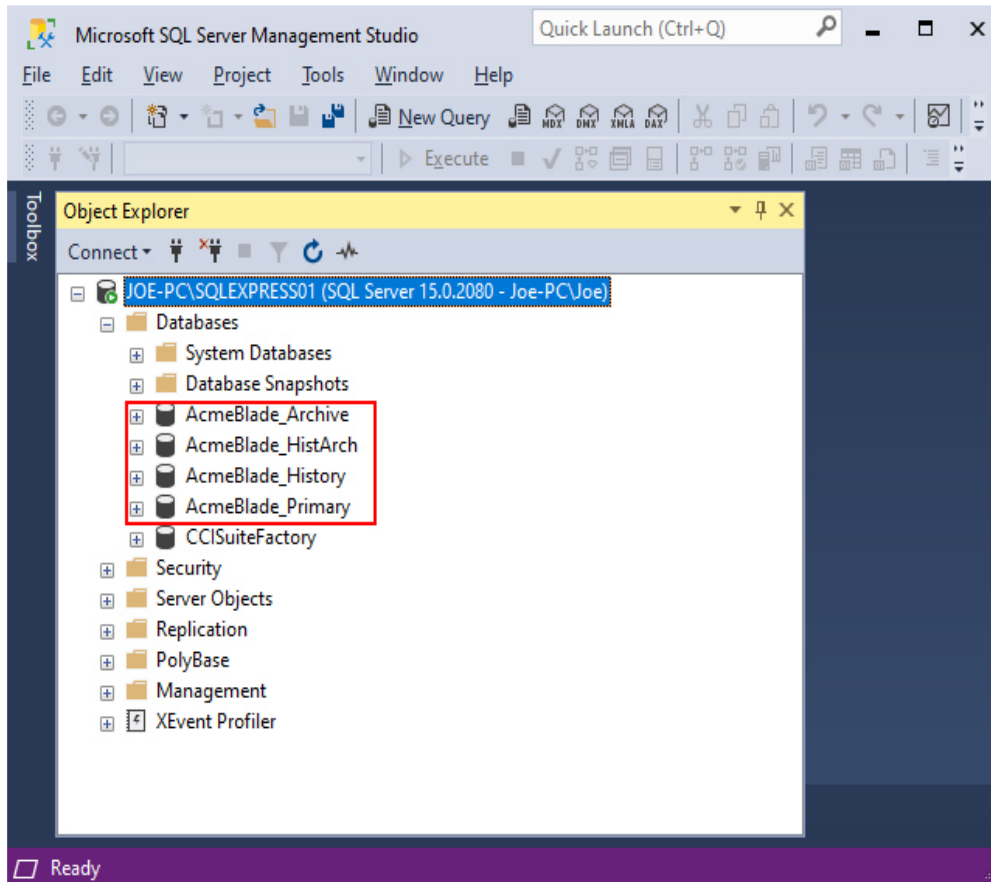 Microsoft SQL Server Management Studio
Quick Launch (Ctrl+Q)
File Edit View Project Tools Window Help
New Query MDX DMX XMLA DAX
Execute
Toolbox
Object Explorer
Connect
JOE-PC\SQLEXPRESS01 (SQL Server 15.0.2080 - Joe-PC\Joe)
Databases
System Databases
Database Snapshots
AcmeBlade_Archive
AcmeBlade_HistArch
AcmeBlade_History
AcmeBlade_Primary
CCISuiteFactory
Security
Server Objects
Replication
PolyBase
Management
XEvent Profiler
Ready